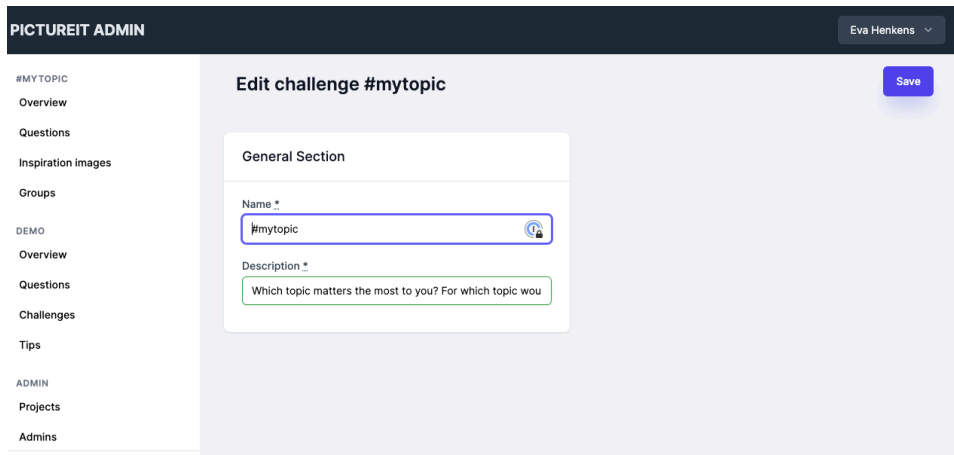 PICTUREIT ADMIN
Eva Henkens
#MYTOPIC
Overview
Questions
Inspiration images
Groups
DEMO
Overview
Questions
Challenges
Tips
ADMIN
Projects
Admins
Edit challenge #mytopic
Save
General Section
Name *
#mytopic
Description *
Which topic matters the most to you? For which topic wou